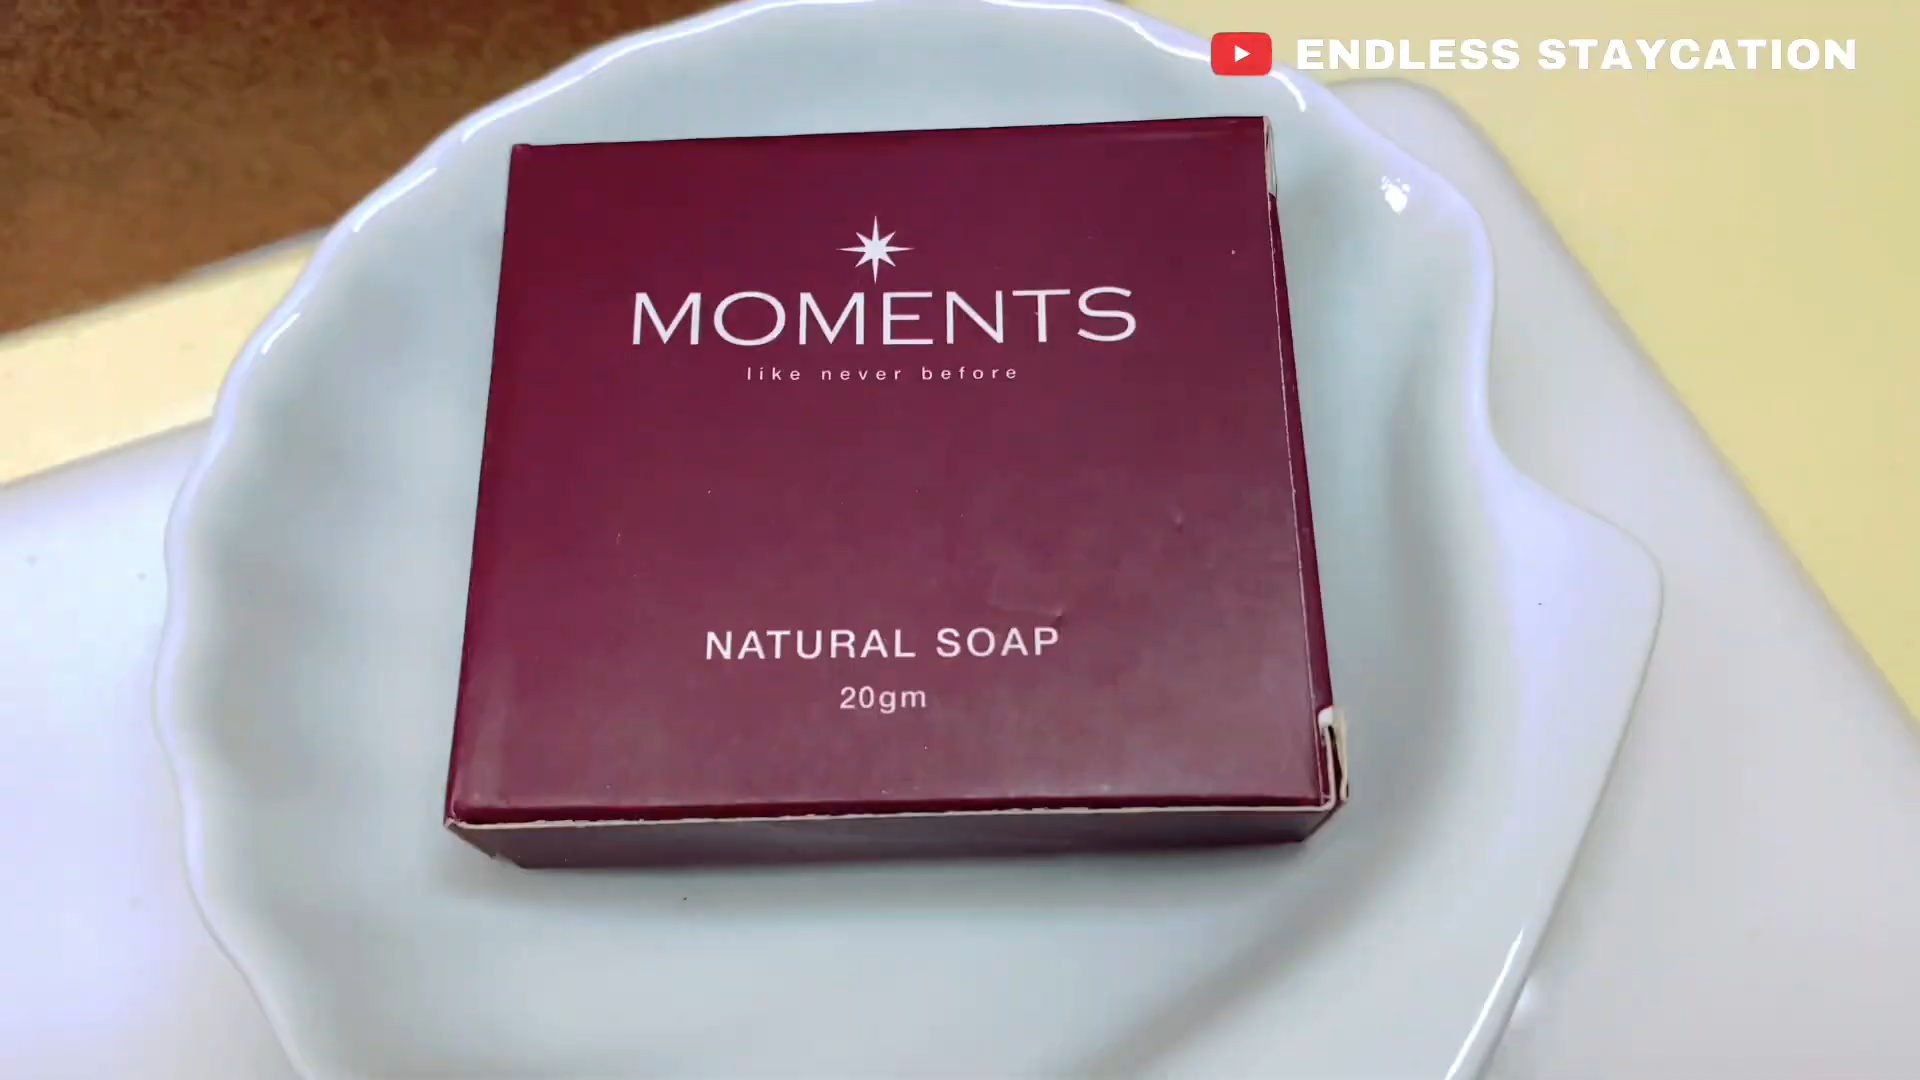 ENDLESS STAYCATION
MOMENTS
like never before
NATURAL SOAP
20gm